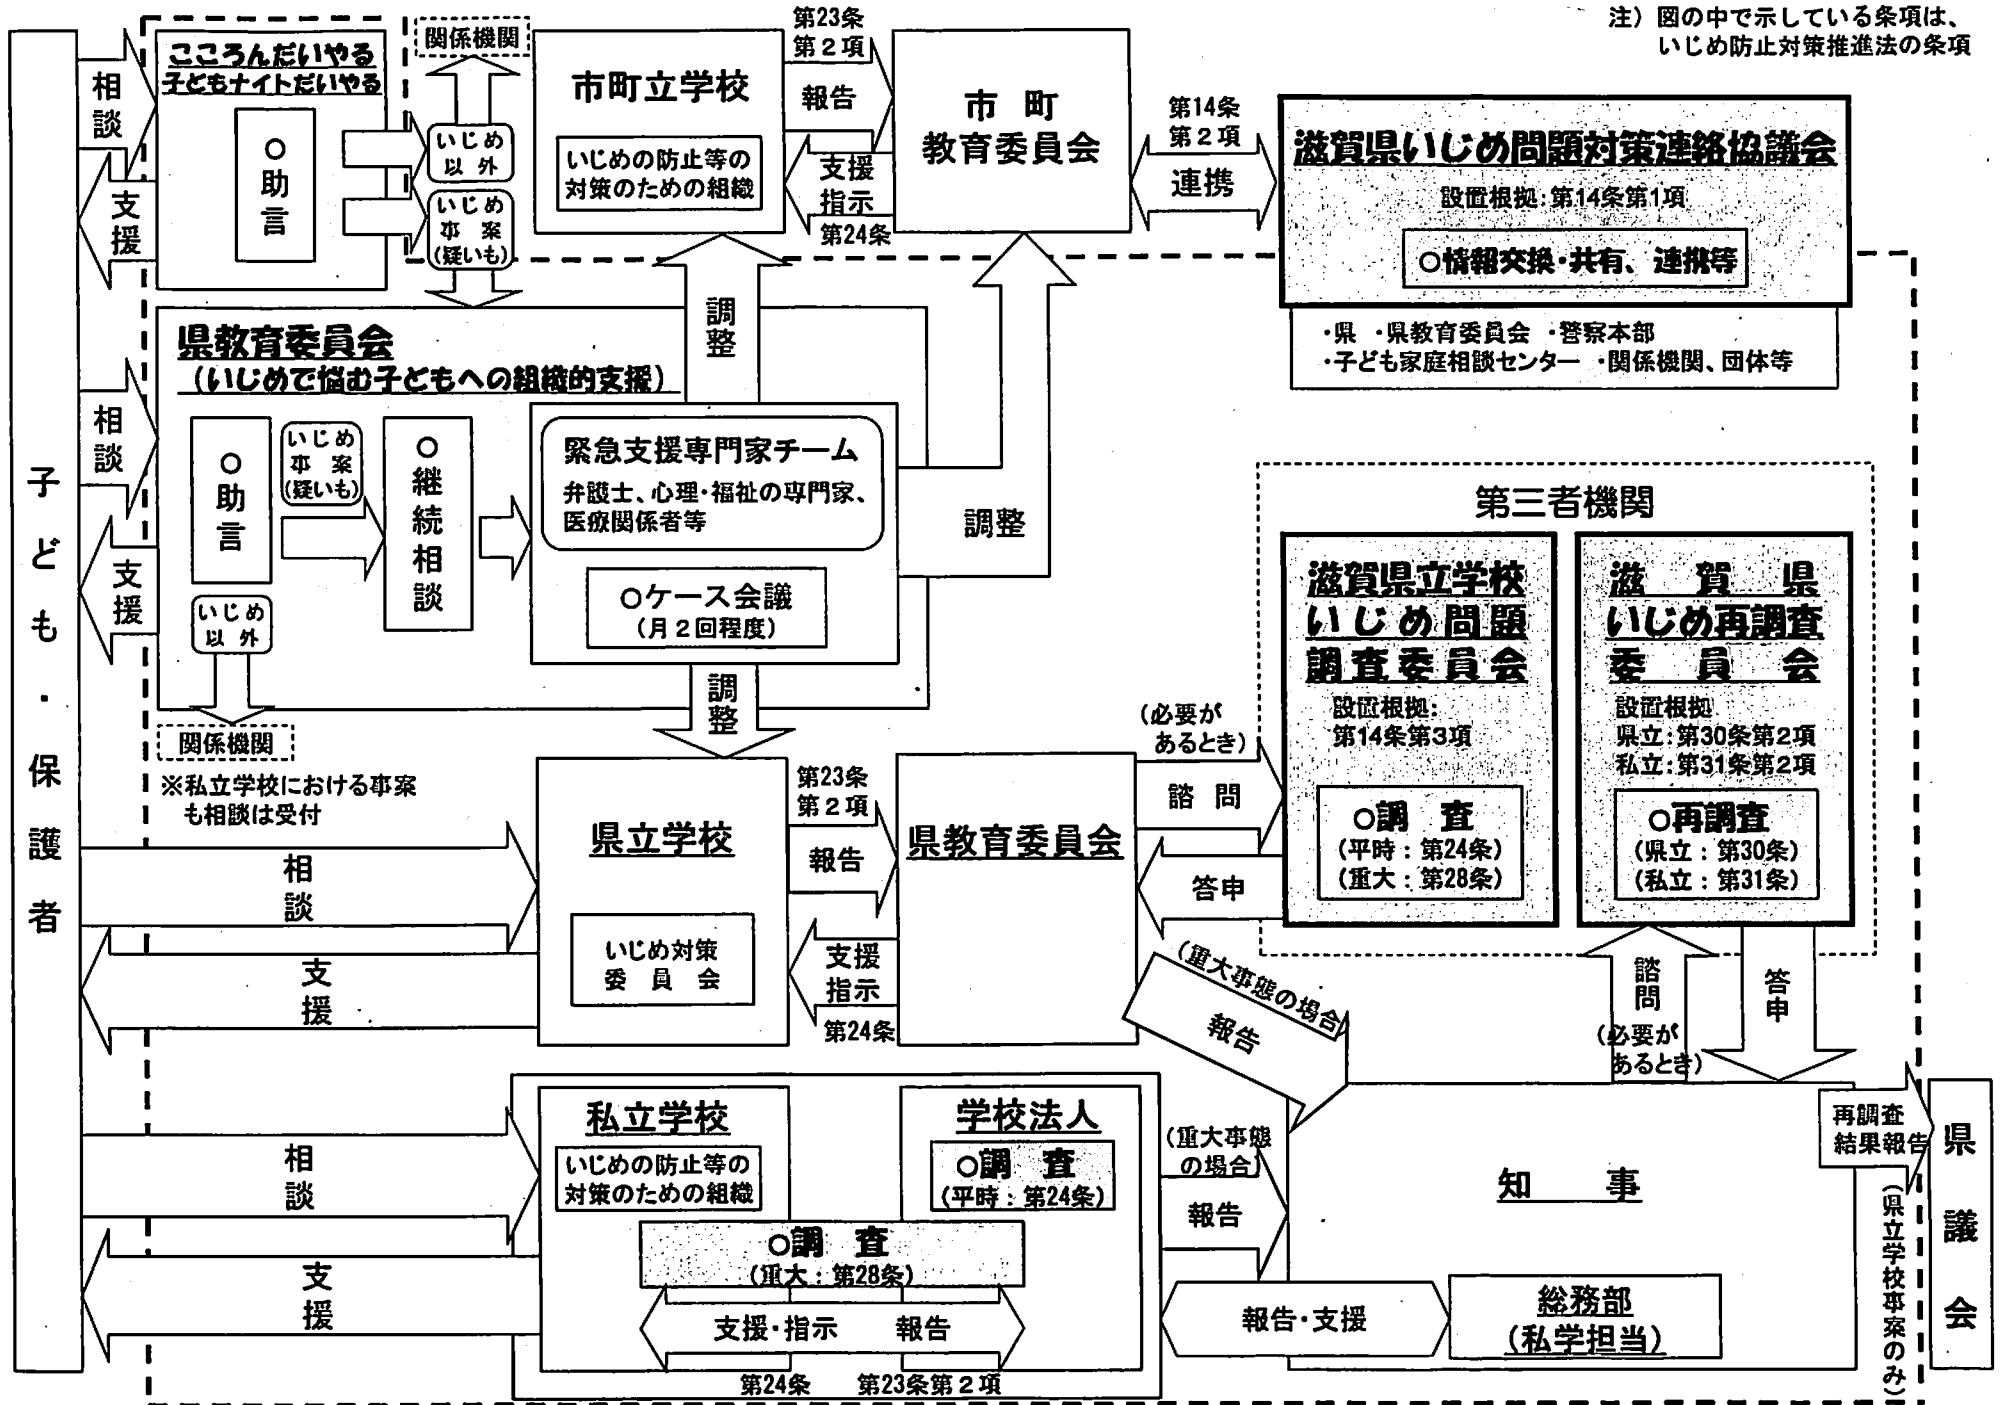 注）図の中で示している条項は、
いじめ防止対策推進法の条項
子ども・保護者
相談
支援
こころんだいやる
子どもナイトだいやる
○助言
関係機関
いじめ
以外
いじめ
事案
(疑いも)
市町立学校
いじめの防止等の
対策のための組織
第23条
第２項
報告
支援
指示
第24条
市町
教育委員会
第14条
第２項
連携
滋賀県いじめ問題対策連絡協議会
設置根拠：第14条第1項
○情報交換・共有、連携等
・県 ・県教育委員会 ・警察本部
・子ども家庭相談センター ・関係機関、団体等
県教育委員会
（いじめで悩む子どもへの組織的支援）
相談
支援
○助言
いじめ
事案
(疑いも)
○継続相談
いじめ
以外
関係機関
※私立学校における事案
も相談は受付
緊急支援専門家チーム
弁護士、心理・福祉の専門家、
医療関係者等
○ケース会議
（月２回程度）
調整
調整
調整
第三者機関
滋賀県立学校
いじめ問題
調査委員会
設置根拠：
第14条第3項
○調査
（平時：第24条）
（重大：第28条）
滋賀県
いじめ再調査
委員会
設置根拠
県立：第30条第2項
私立：第31条第2項
○再調査
（県立：第30条）
（私立：第31条）
相談
支援
県立学校
いじめ対策
委員会
第23条
第２項
報告
支援
指示
第24条
県教育委員会
（必要が
あるとき）
諮問
答申
（重大事態の場合）
報告
諮問
（必要が
あるとき）
答申
相談
支援
私立学校
いじめの防止等の
対策のための組織
学校法人
○調査
（平時：第24条）
○調査
（重大：第28条）
支援・指示 報告
第24条 第23条第２項
（重大事態
の場合）
報告
報告・支援
知事
総務部
（私学担当）
再調査
結果報告
（県立学校事案のみ）
県議会